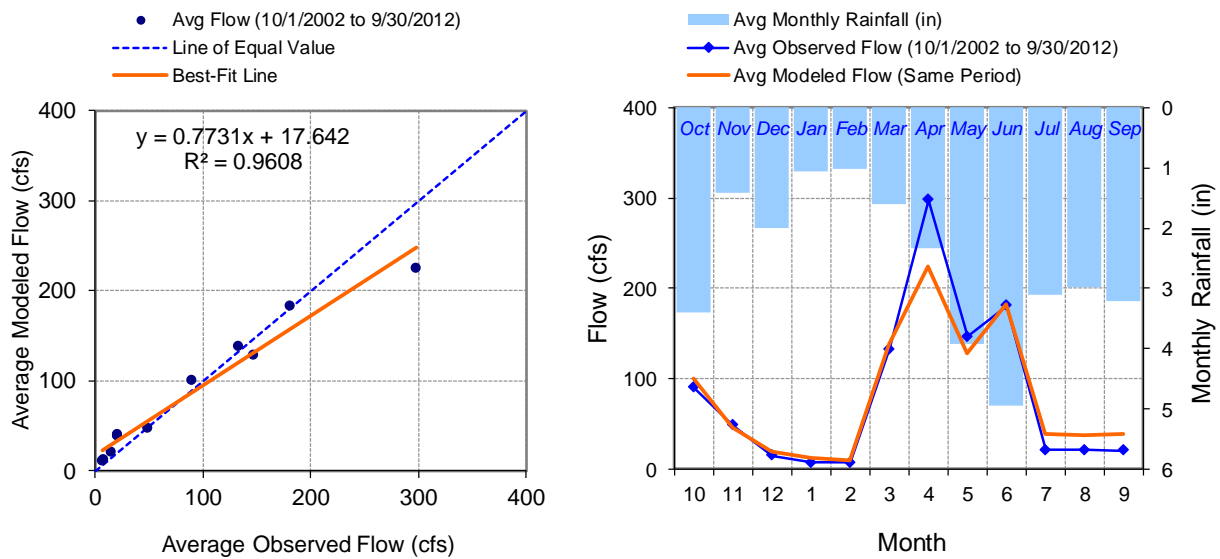 Avg Flow (10/1/2002 to 9/30/2012)
Line of Equal Value
Best-Fit Line
y = 0.7731x + 17.642
R² = 0.9608
400
300
200
100
0
0 100 200 300 400
Average Modeled Flow (cfs)
Average Observed Flow (cfs)
Avg Monthly Rainfall (in)
Avg Observed Flow (10/1/2002 to 9/30/2012)
Avg Modeled Flow (Same Period)
Oct Nov Dec Jan Feb Mar Apr May Jun Jul Aug Sep
400
300
200
100
0
Flow (cfs)
0
1
2
3
4
5
6
Monthly Rainfall (in)
10 11 12 1 2 3 4 5 6 7 8 9
Month